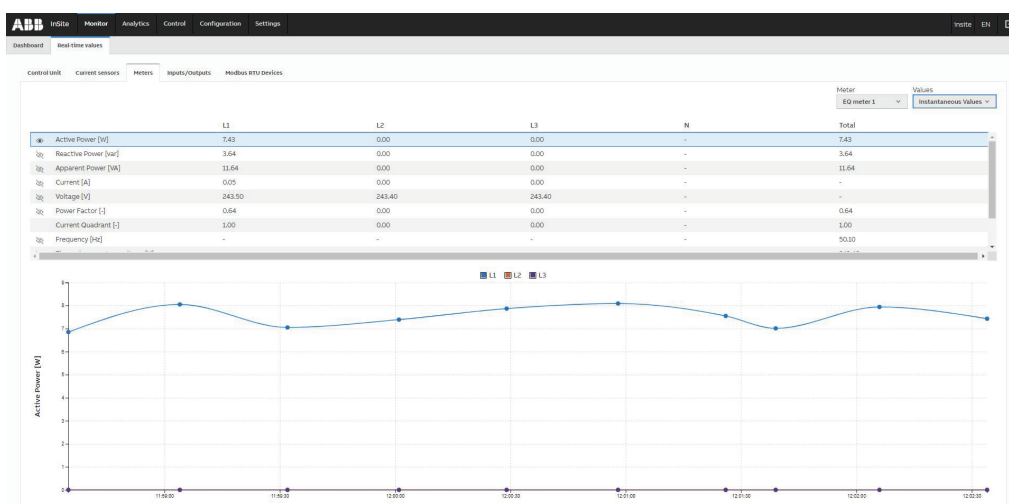 ABB InSite Monitor Analytics Control Configuration Settings insite EN
Dashboard Real-time values
Control Unit Current sensors Meters Inputs/Outputs Modbus RTU Devices
Meter Values
EQ meter 1 Instantaneous Values
L1 L2 L3 N Total
Active Power [W] 7.43 0.00 0.00 - 7.43
Reactive Power [var] 3.64 0.00 0.00 - 3.64
Apparent Power [VA] 11.64 0.00 0.00 - 11.64
Current [A] 0.05 0.00 0.00 - -
Voltage [V] 243.50 243.40 243.40 - -
Power Factor [-] 0.64 0.00 0.00 - 0.64
Current Quadrant [-] 1.00 0.00 0.00 - 1.00
Frequency [Hz] - - - - 50.10
L1 L2 L3
9
8
7
6
5
4
3
2
1
0
Active Power [W]
11:59:00 11:59:30 12:00:00 12:00:30 12:01:00 12:01:30 12:02:00 12:02:30